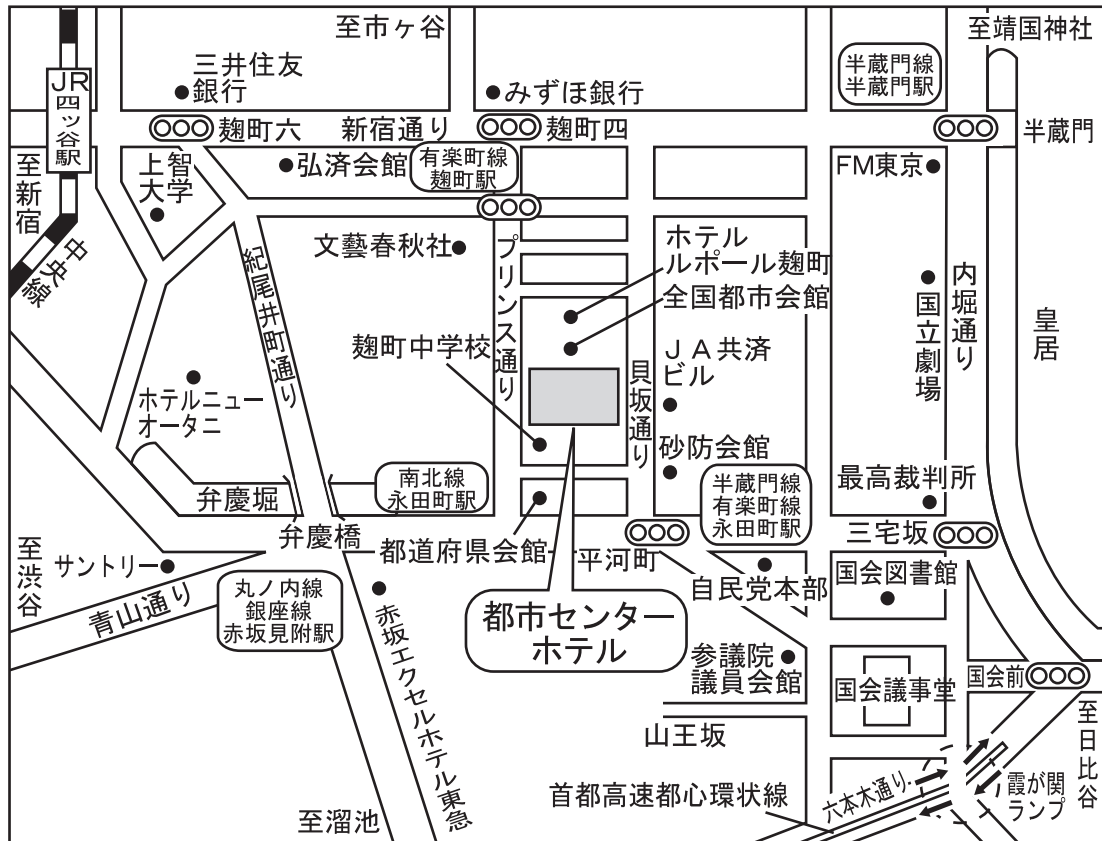 至市ヶ谷
至靖国神社
三井住友
銀行
みずほ銀行
半蔵門線
半蔵門駅
JR
四ッ谷駅
麹町六
新宿通り
麹町四
半蔵門
至新宿
上智
大学
弘済会館
有楽町線
麹町駅
FM東京
中央線
紀尾井町通り
文藝春秋社
プリンス通り
ホテル
ルポール麹町
全国都市会館
内堀通り
国立劇場
皇居
麹町中学校
JA共済
ビル
貝坂通り
ホテルニュー
オータニ
砂防会館
南北線
永田町駅
半蔵門線
有楽町線
永田町駅
最高裁判所
弁慶堀
弁慶橋
都道府県会館
平河町
三宅坂
至渋谷
サントリー
青山通り
丸ノ内線
銀座線
赤坂見附駅
赤坂エクセルホテル東急
都市センター
ホテル
自民党本部
国会図書館
参議院
議員会館
国会議事堂
国会前
山王坂
至日比谷
首都高速都心環状線
六本木通り
霞が関
ランプ
至溜池